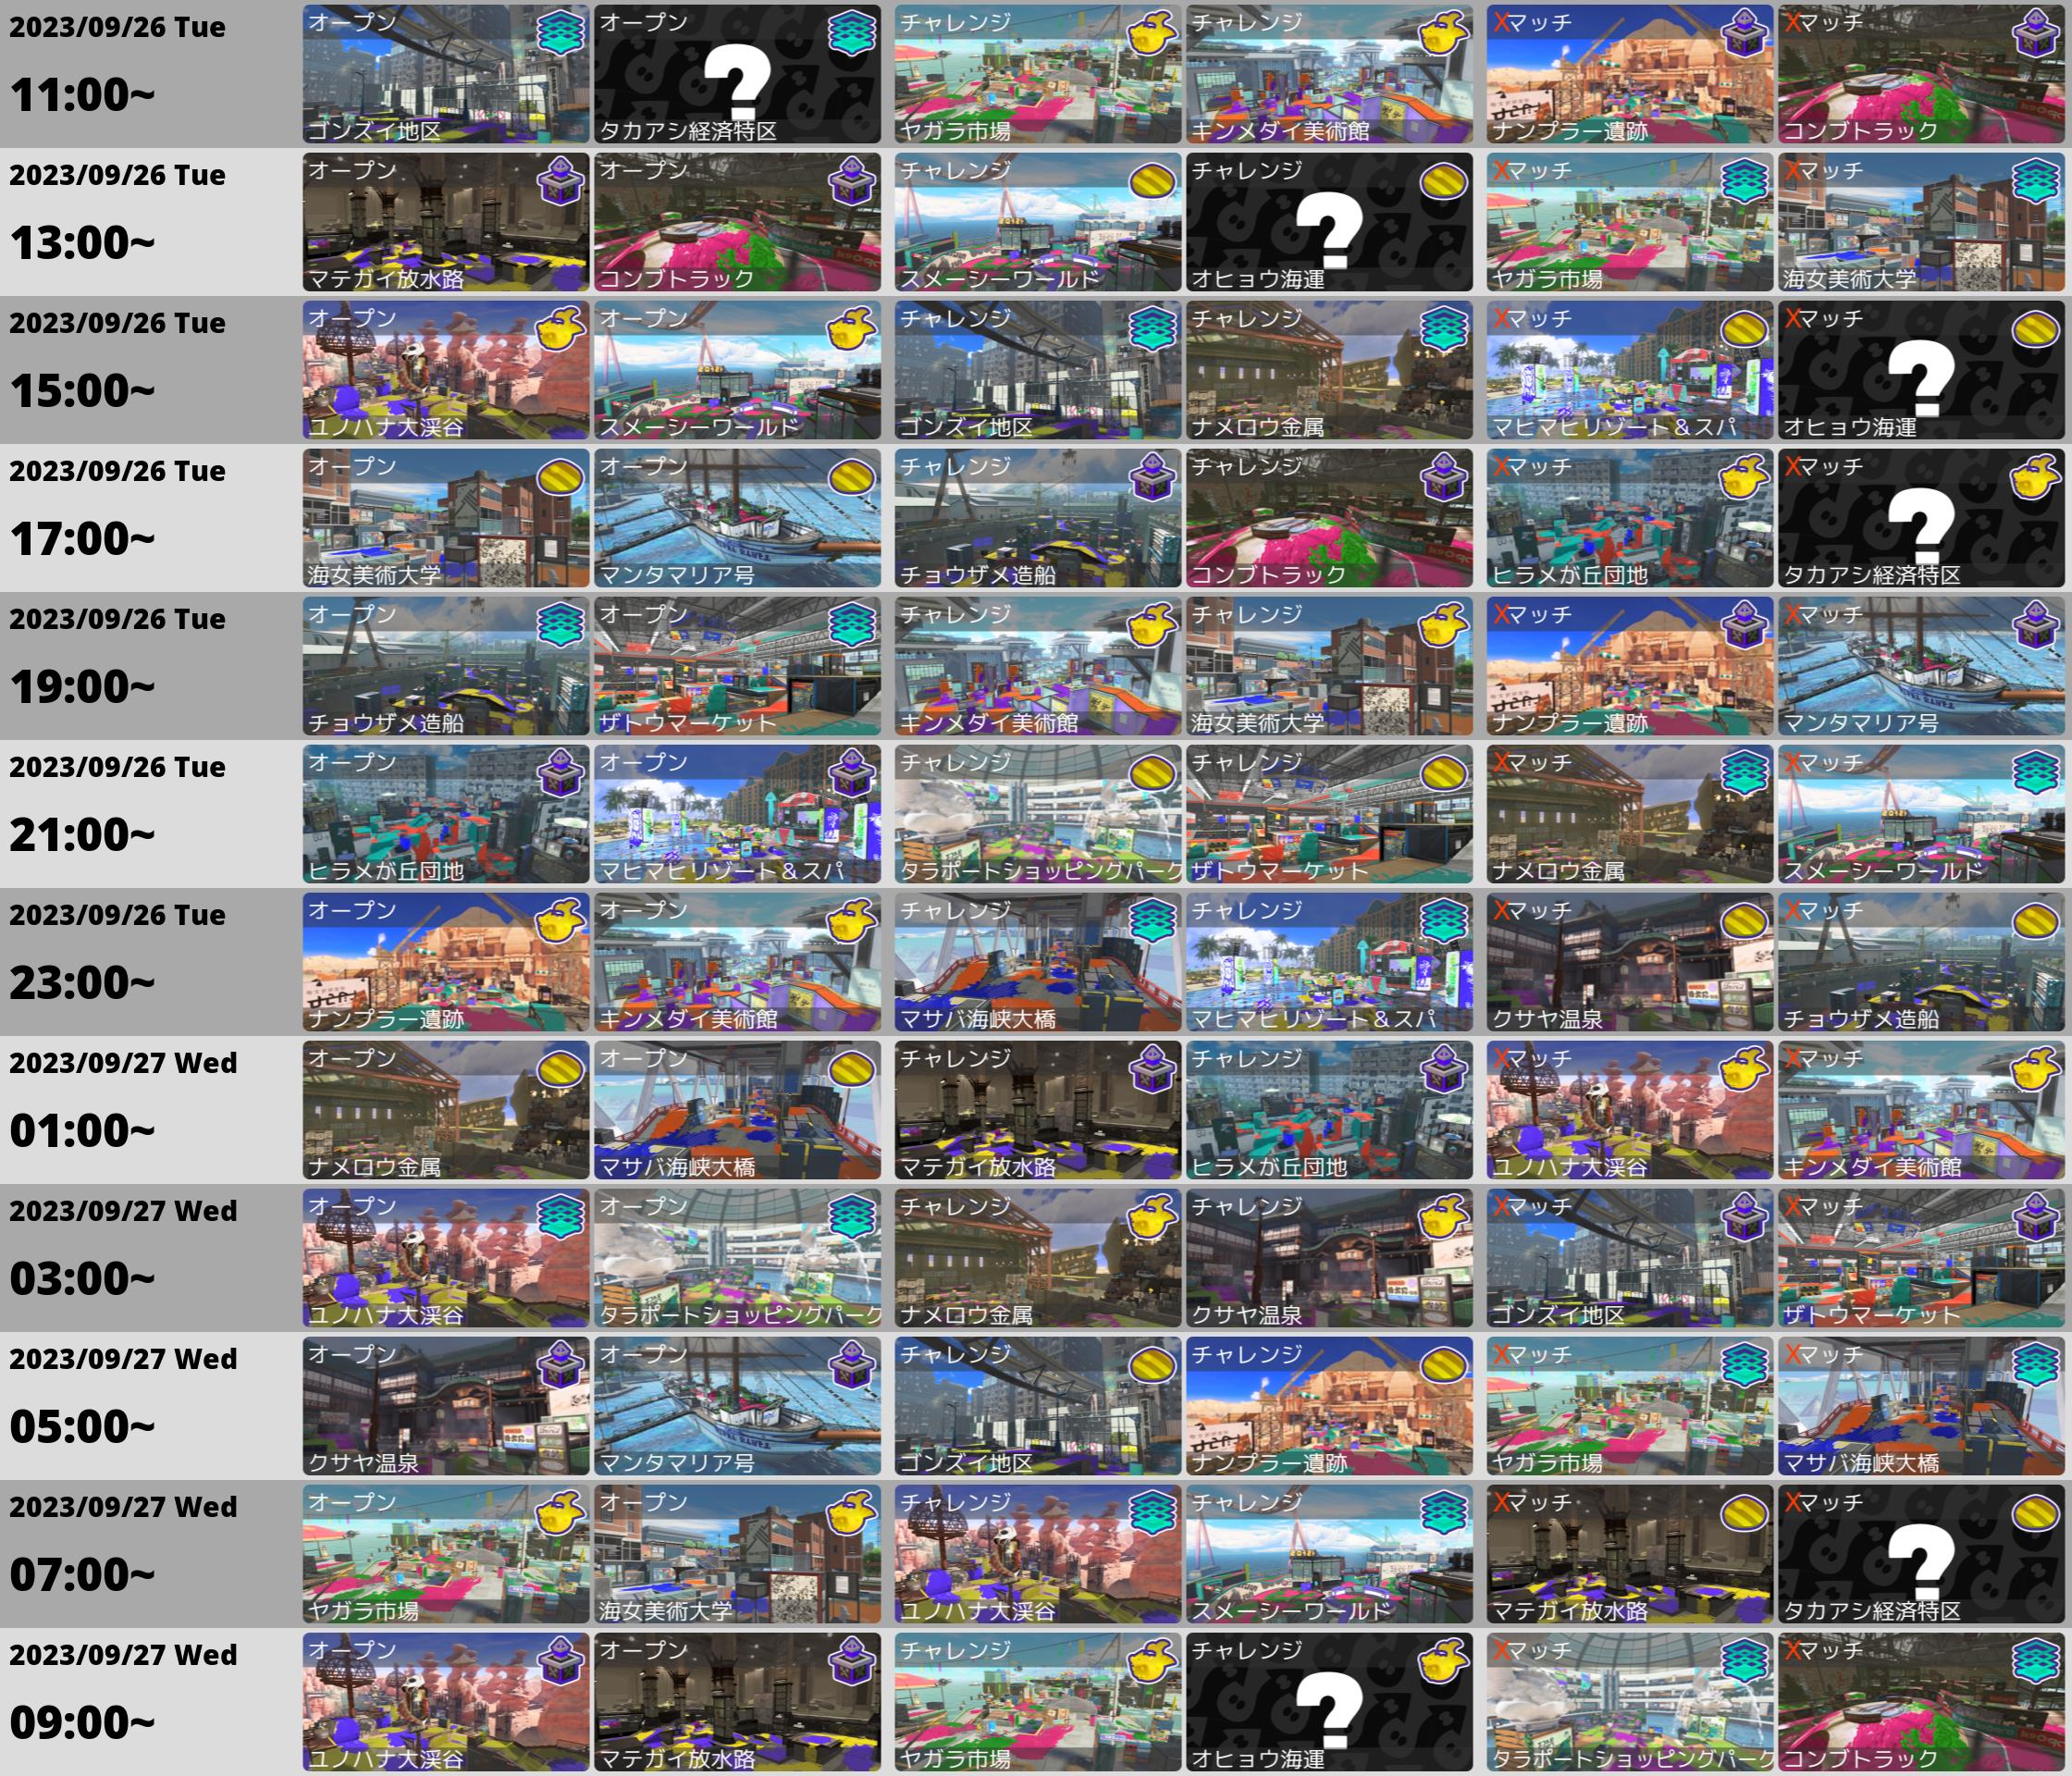 2023/09/26 Tue
11:00~
オープン オープン チャレンジ チャレンジ Xマッチ Xマッチ
ゴンズイ地区 タカアシ経済特区 ヤガラ市場 キンメダイ美術館 ナンプラー遺跡 コンブトラック
2023/09/26 Tue
13:00~
オープン オープン チャレンジ チャレンジ Xマッチ Xマッチ
マテガイ放水路 コンブトラック スメーシーワールド オヒョウ海運 ヤガラ市場 海女美術大学
2023/09/26 Tue
15:00~
オープン オープン チャレンジ チャレンジ Xマッチ Xマッチ
ユノハナ大渓谷 スメーシーワールド ゴンズイ地区 ナメロウ金属 マヒマヒリゾート&スパ オヒョウ海運
2023/09/26 Tue
17:00~
オープン オープン チャレンジ チャレンジ Xマッチ Xマッチ
海女美術大学 マンタマリア号 チョウザメ造船 コンブトラック ヒラメが丘団地 タカアシ経済特区
2023/09/26 Tue
19:00~
オープン オープン チャレンジ チャレンジ Xマッチ Xマッチ
チョウザメ造船 ザトウマーケット キンメダイ美術館 海女美術大学 ナンプラー遺跡 マンタマリア号
2023/09/26 Tue
21:00~
オープン オープン チャレンジ チャレンジ Xマッチ Xマッチ
ヒラメが丘団地 マヒマヒリゾート&スパ タラポートショッピングパーク ザトウマーケット ナメロウ金属 スメーシーワールド
2023/09/26 Tue
23:00~
オープン オープン チャレンジ チャレンジ Xマッチ Xマッチ
ナンプラー遺跡 キンメダイ美術館 マサバ海峡大橋 マヒマヒリゾート&スパ クサヤ温泉 チョウザメ造船
2023/09/27 Wed
01:00~
オープン オープン チャレンジ チャレンジ Xマッチ Xマッチ
ナメロウ金属 マサバ海峡大橋 マテガイ放水路 ヒラメが丘団地 ユノハナ大渓谷 キンメダイ美術館
2023/09/27 Wed
03:00~
オープン オープン チャレンジ チャレンジ Xマッチ Xマッチ
ユノハナ大渓谷 タラポートショッピングパーク ナメロウ金属 クサヤ温泉 ゴンズイ地区 ザトウマーケット
2023/09/27 Wed
05:00~
オープン オープン チャレンジ チャレンジ Xマッチ Xマッチ
クサヤ温泉 マンタマリア号 ゴンズイ地区 ナンプラー遺跡 ヤガラ市場 マサバ海峡大橋
2023/09/27 Wed
07:00~
オープン オープン チャレンジ チャレンジ Xマッチ Xマッチ
ヤガラ市場 海女美術大学 ユノハナ大渓谷 スメーシーワールド マテガイ放水路 タカアシ経済特区
2023/09/27 Wed
09:00~
オープン オープン チャレンジ チャレンジ Xマッチ Xマッチ
ユノハナ大渓谷 マテガイ放水路 ヤガラ市場 オヒョウ海運 タラポートショッピングパーク コンブトラック